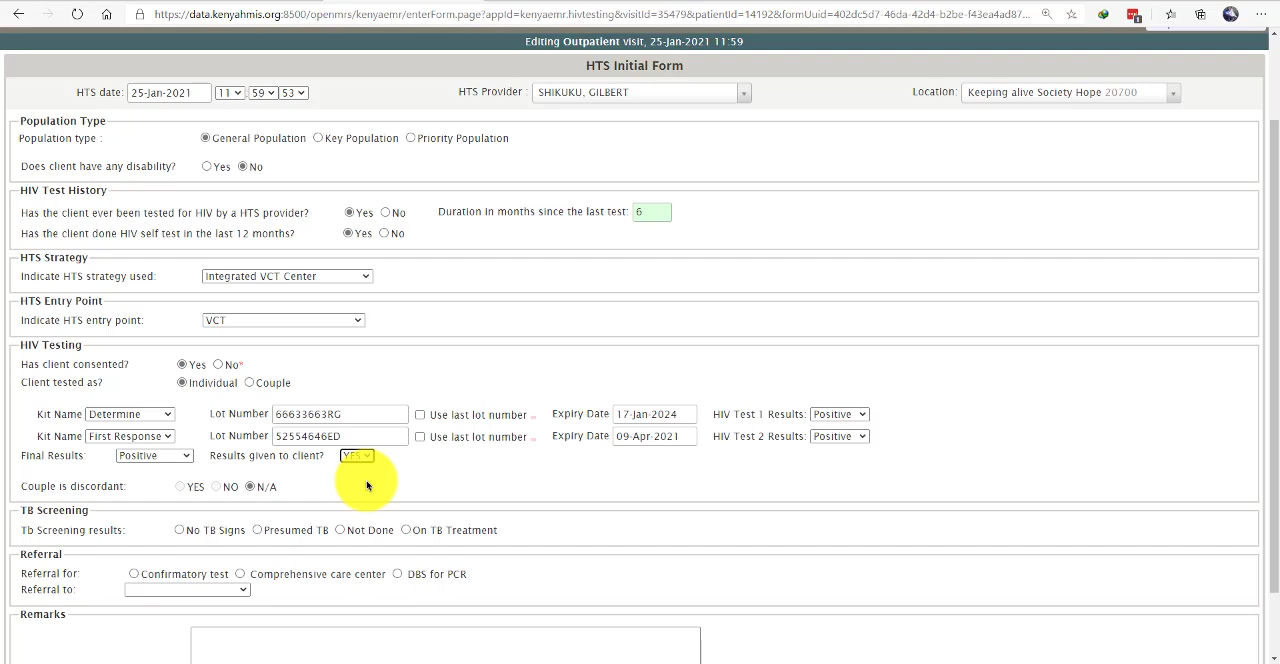 https://data.kenyahmis.org:8500/openmrs/kenyaemr/enterForm.page?appId=kenyaemr.hivtesting&visitId=35479&patientId=14192&formUuid=402dc5d7-46da-42d4-b2be-f43ea4ad87...
Editing Outpatient visit, 25-Jan-2021 11:59
HTS Initial Form
HTS date: 25-Jan-2021 11 : 59 53 HTS Provider : SHIKUKU, GILBERT Location: Keeping alive Society Hope 20700
Population Type
Population type : General Population Key Population Priority Population
Does client have any disability? Yes No
HIV Test History
Has the client ever been tested for HIV by a HTS provider? Yes No Duration in months since the last test: 6
Has the client done HIV self test in the last 12 months? Yes No
HTS Strategy
Indicate HTS strategy used: Integrated VCT Center
HTS Entry Point
Indicate HTS entry point: VCT
HIV Testing
Has client consented? Yes No*
Client tested as? Individual Couple
Kit Name Determine Lot Number 66633663RG Use last lot number Expiry Date 17-Jan-2024 HIV Test 1 Results: Positive
Kit Name First Response Lot Number 52554646ED Use last lot number Expiry Date 09-Apr-2021 HIV Test 2 Results: Positive
Final Results: Positive Results given to client? YES
Couple is discordant: YES NO N/A
TB Screening
Tb Screening results: No TB Signs Presumed TB Not Done On TB Treatment
Referral
Referral for: Confirmatory test Comprehensive care center DBS for PCR
Referral to:
Remarks